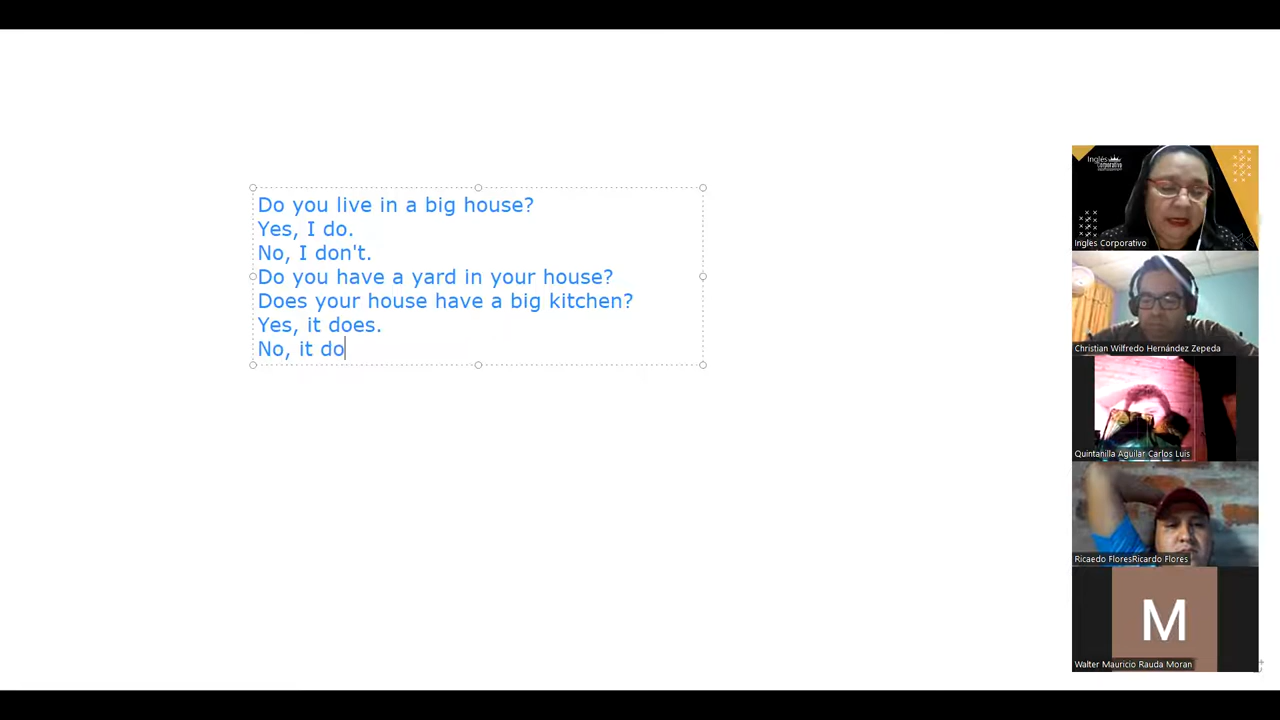 Do you live in a big house?
Yes, I do.
No, I don't.
Do you have a yard in your house?
Does your house have a big kitchen?
Yes, it does.
No, it do
Inglés
Corporativo
Ingles Corporativo
Christian Wilfredo Hernández Zepeda
Quintanilla Aguilar Carlos Luis
Ricaedo FloresRicardo Flores
M
Walter Mauricio Rauda Moran